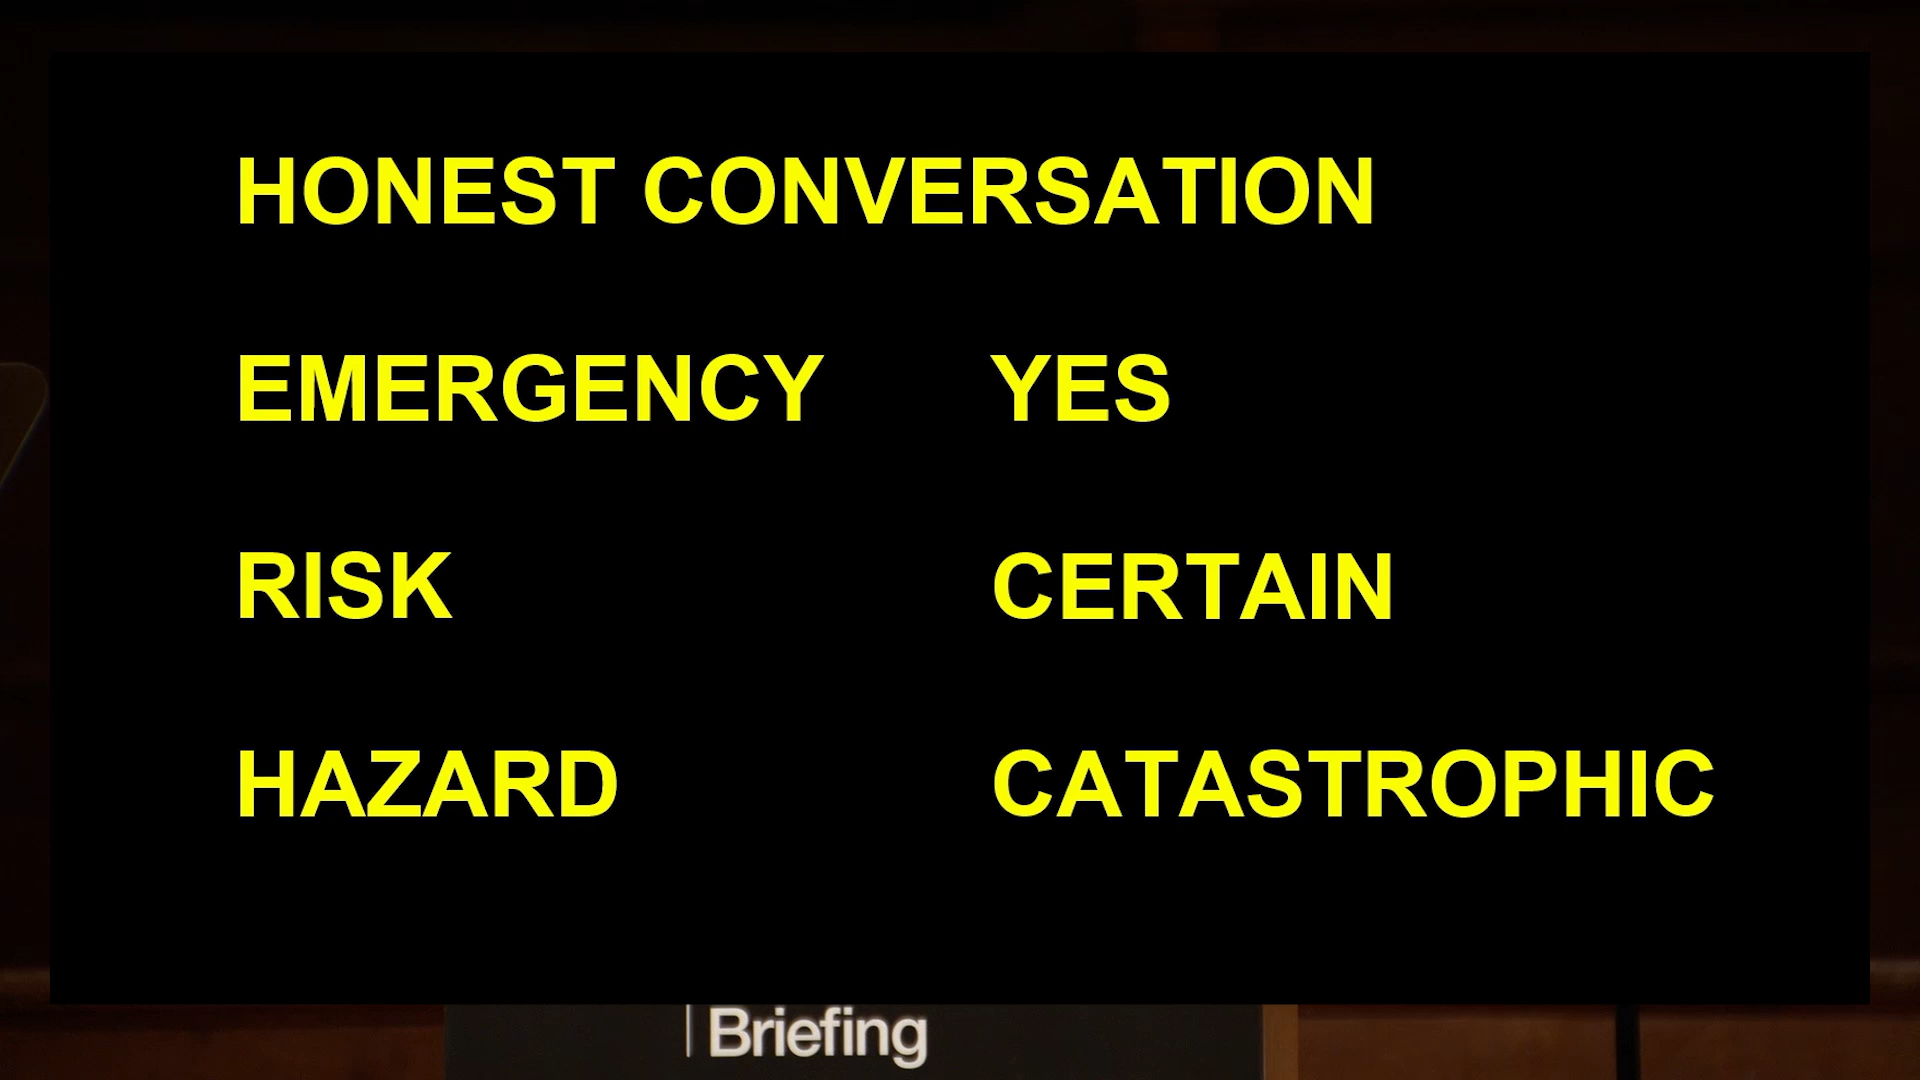 HONEST CONVERSATION
EMERGENCY YES
RISK CERTAIN
HAZARD CATASTROPHIC
Briefing